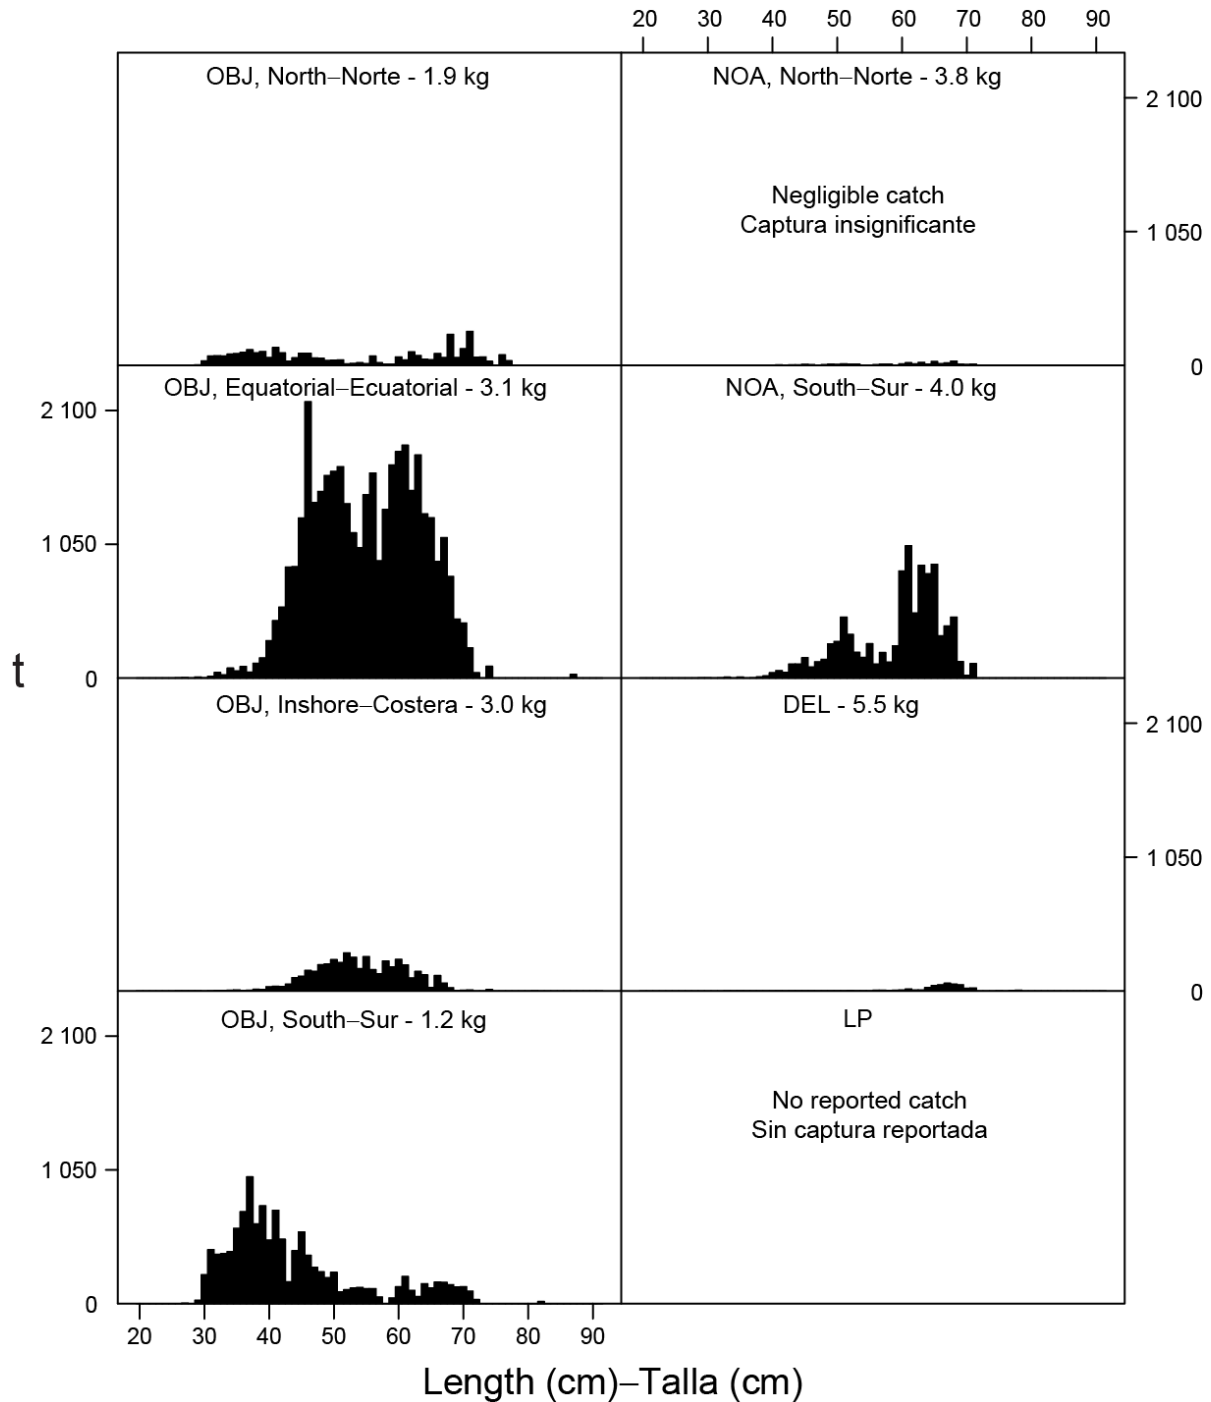 20 30 40 50 60 70 80 90
OBJ, North–Norte - 1.9 kg
NOA, North–Norte - 3.8 kg
2 100
Negligible catch
Captura insignificante
1 050
0
OBJ, Equatorial–Ecuatorial - 3.1 kg
NOA, South–Sur - 4.0 kg
2 100
1 050
0
t
OBJ, Inshore–Costera - 3.0 kg
DEL - 5.5 kg
2 100
1 050
0
OBJ, South–Sur - 1.2 kg
LP
2 100
No reported catch
Sin captura reportada
1 050
0
20 30 40 50 60 70 80 90
Length (cm)–Talla (cm)